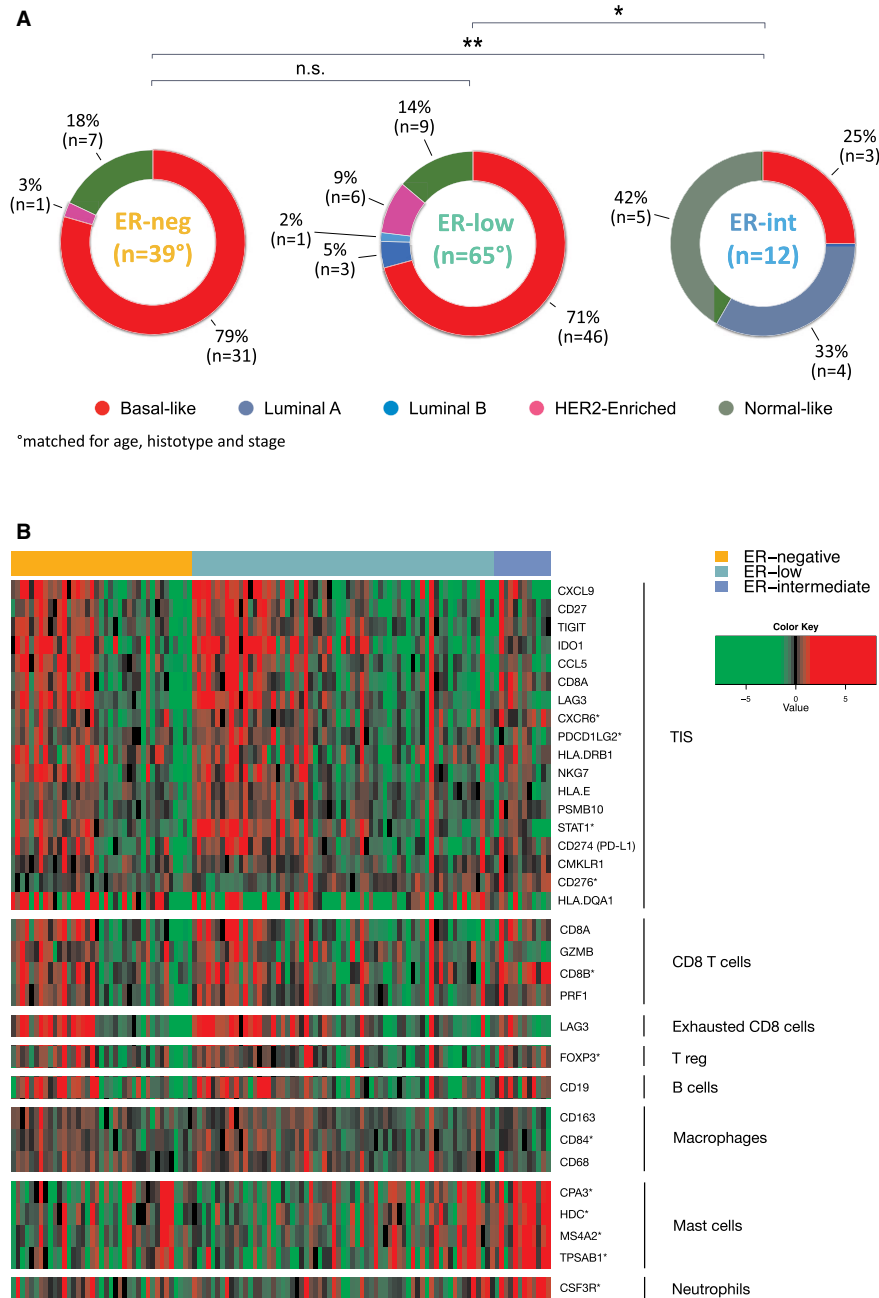 A
*
**
n.s.
18%
(n=7)
3%
(n=1)
ER-neg
(n=39°)
79%
(n=31)
14%
(n=9)
9%
(n=6)
2%
(n=1)
5%
(n=3)
ER-low
(n=65°)
71%
(n=46)
25%
(n=3)
42%
(n=5)
ER-int
(n=12)
33%
(n=4)
Basal-like
Luminal A
Luminal B
HER2-Enriched
Normal-like
°matched for age, histotype and stage
B
ER–negative
ER–low
ER–intermediate
Color Key
−5
0
5
Value
CXCL9
CD27
TIGIT
IDO1
CCL5
CD8A
LAG3
CXCR6*
PDCD1LG2*
HLA.DRB1
NKG7
HLA.E
PSMB10
STAT1*
CD274 (PD-L1)
CMKLR1
CD276*
HLA.DQA1
TIS
CD8A
GZMB
CD8B*
PRF1
CD8 T cells
LAG3
Exhausted CD8 cells
FOXP3*
T reg
CD19
B cells
CD163
CD84*
CD68
Macrophages
CPA3*
HDC*
MS4A2*
TPSAB1*
Mast cells
CSF3R*
Neutrophils